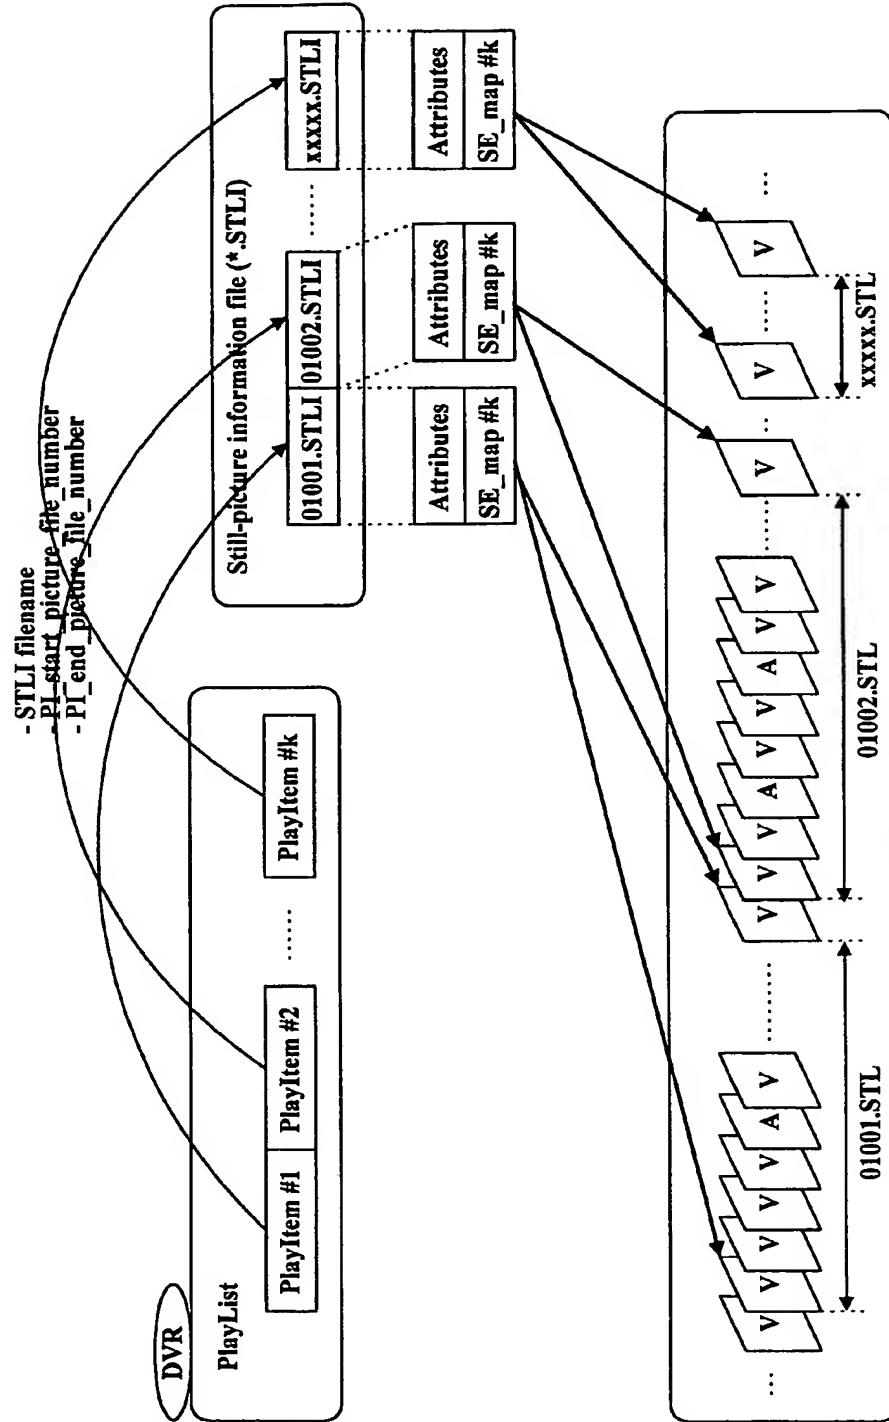 - STLI filename
- PI_start_picture_file_number
- PI_end_picture_file_number
DVR
PlayList
PlayItem #1 PlayItem #2 ...... PlayItem #k
Still-picture information file (*.STLI)
01001.STLI 01002.STLI ...... xxxxx.STLI
Attributes Attributes Attributes
SE_map #k SE_map #k SE_map #k
... V V V V V A V ......... V V V A V V A V V ...... V ... V ..... V ...
01001.STL 01002.STL xxxxx.STL